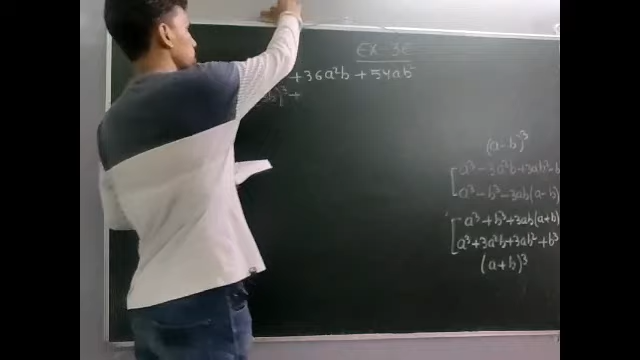 EX-3E
+36a²b+54ab²
b)³+
(a-b)³
a³-3a²b+3ab²-b
a³-b³-3ab(a-b)
a³+b³+3ab(a+b)
a³+3a²b+3ab²+b³
(a+b)³